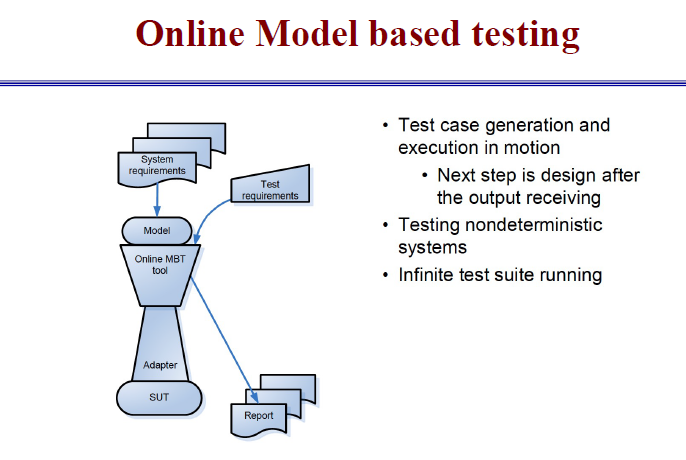 Online Model based testing
System
requirements
Test
requirements
Model
Online MBT
tool
Adapter
SUT
Report
• Test case generation and
execution in motion
• Next step is design after
the output receiving
• Testing nondeterministic
systems
• Infinite test suite running